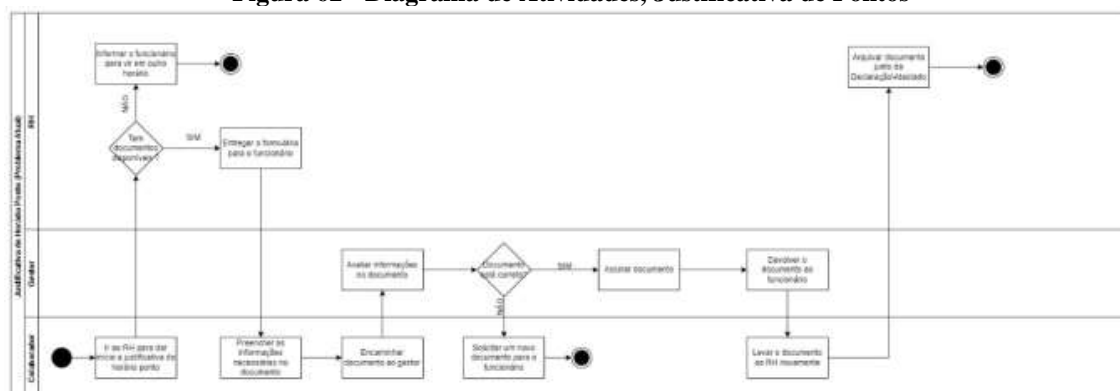 Figura 02 - Diagrama de Atividades, Justificativa de Pontos
Justificativa de Horário Ponto (Problema Atual)
RH
Informar o funcionário
para vir em outro
horário
NÃO
Tem
documentos
disponíveis ?
SIM
Entregar o formulário
para o funcionário
Arquivar documento
junto da
Declaração/Atestado
Gestor
Avaliar informações
no documento
Documento
está correto?
SIM
NÃO
Assinar documento
Devolver o
documento ao
funcionário
Colaborador
Ir ao RH para dar
inicio a justificativa de
horário ponto
Preencher as
informações
necessárias no
documento
Encaminhar
documento ao gestor
Solicitar um novo
documento para o
funcionário
Levar o documento
ao RH novamente